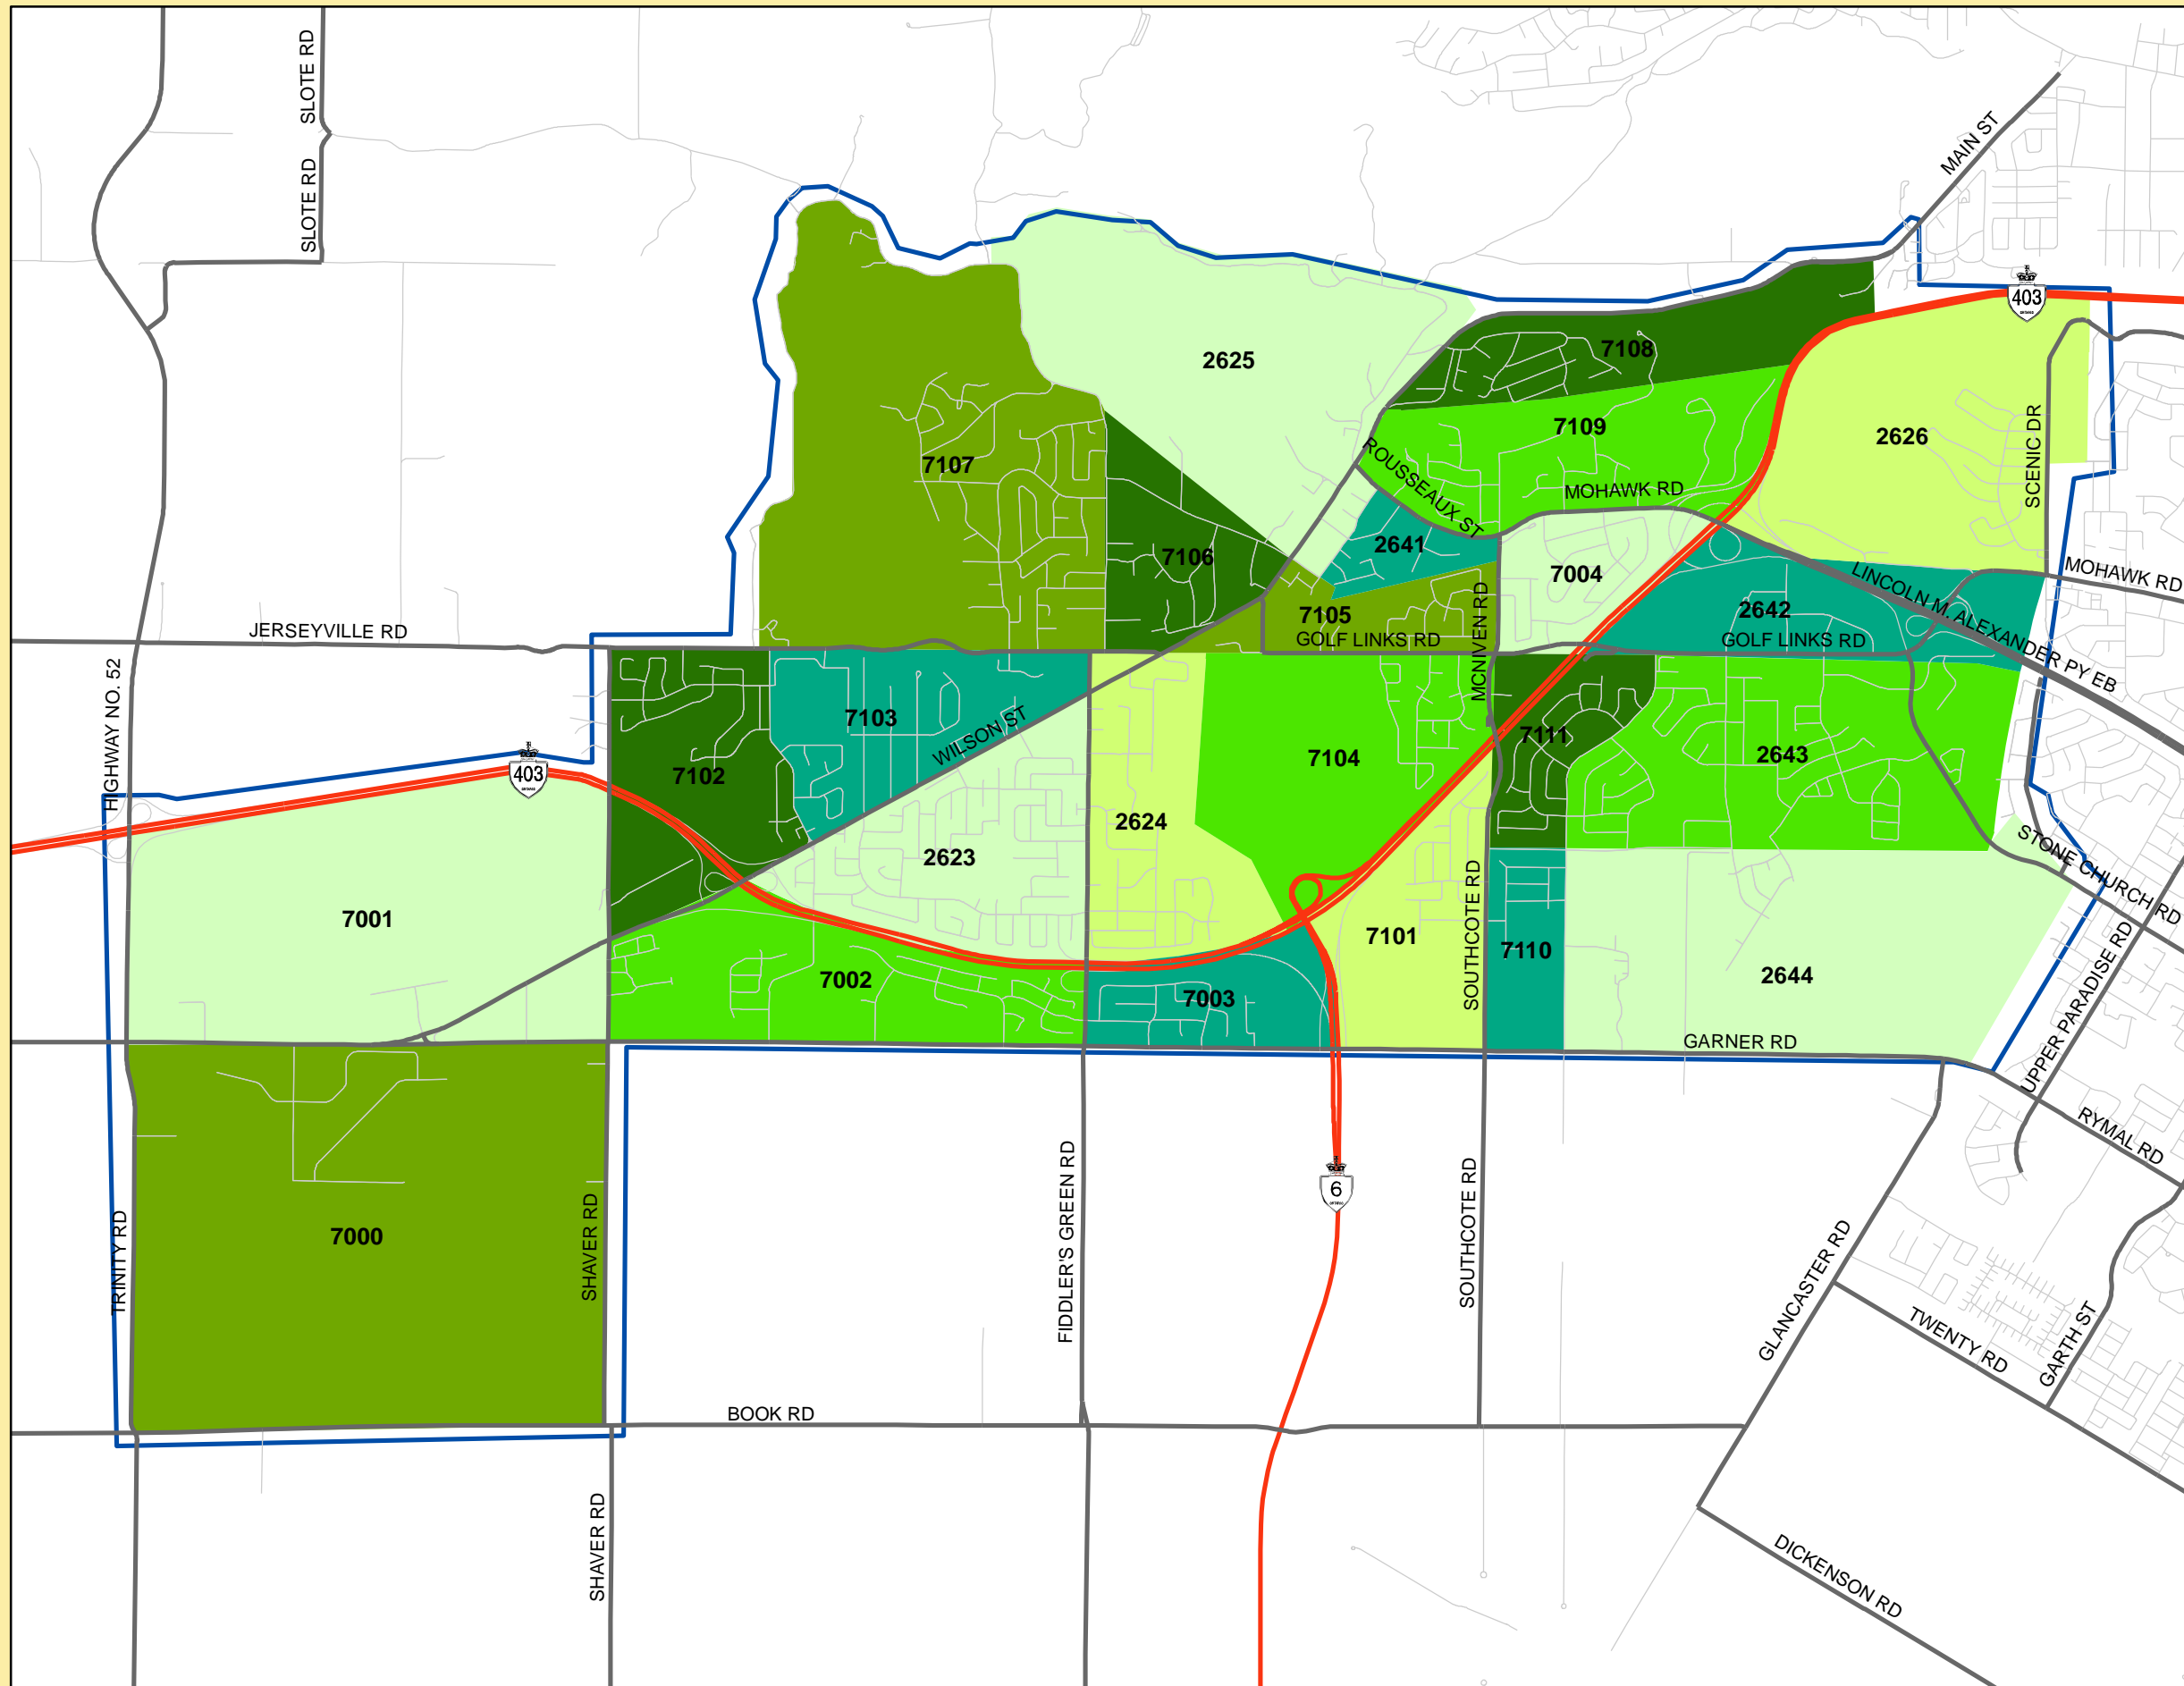 SLOTE RD
MAIN ST
SLOTE RD
403
2625
7108
7109
2626
ROUSSEAUX ST
7107
SCENIC DR
MOHAWK RD
2641
7106
7004
MOHAWK RD
LINCOLN M. ALEXANDER PY EB
2642
7105
JERSEYVILLE RD
GOLF LINKS RD
GOLF LINKS RD
MCNIVEN RD
HIGHWAY NO. 52
7103
WILSON ST
7111
2643
7104
7102
403
2624
2623
STONE CHURCH RD
7001
7101
SOUTHCOTE RD
7110
2644
7002
7003
UPPER PARADISE RD
GARNER RD
RYMAL RD
6
7000
TRINITY RD
SHAVER RD
FIDDLER'S GREEN RD
SOUTHCOTE RD
GLANCASTER RD
TWENTY RD
GARTH ST
BOOK RD
SHAVER RD
DICKENSON RD